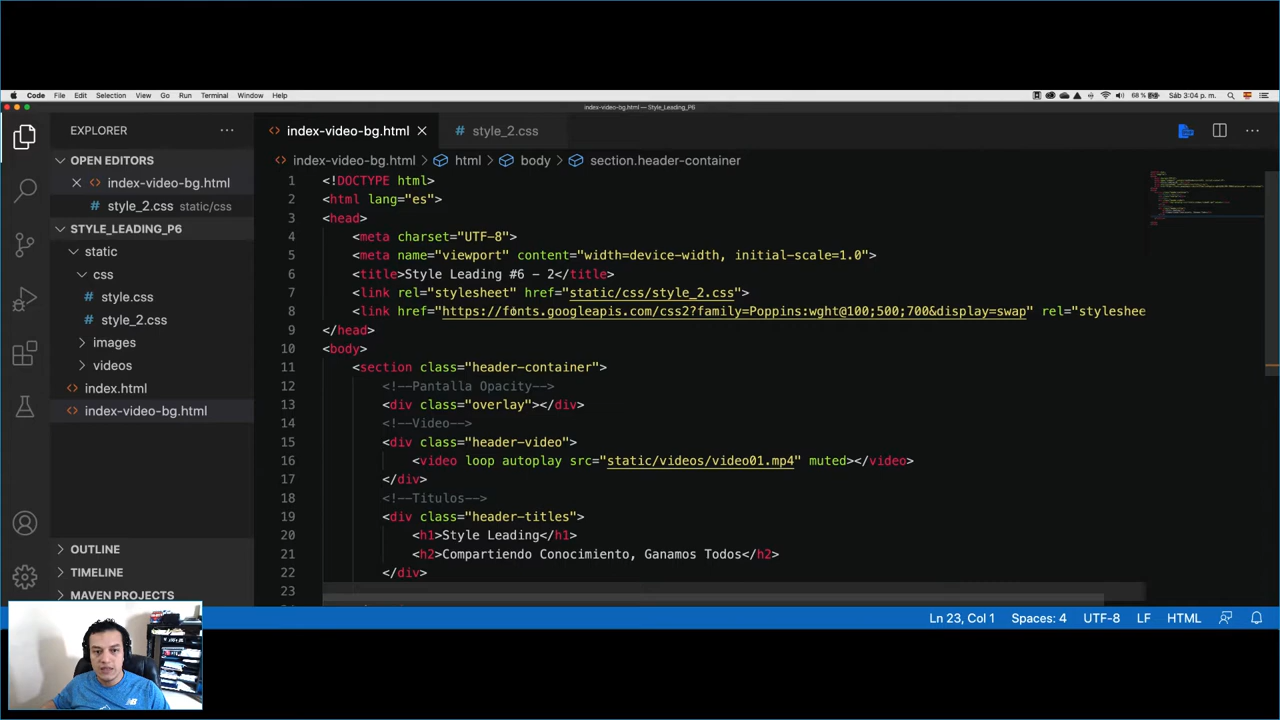 Code File Edit Selection View Go Run Terminal Window Help
68 % Sáb 3:04 p. m.
index-video-bg.html — Style_Leading_P6
EXPLORER
index-video-bg.html
style_2.css
OPEN EDITORS
index-video-bg.html
style_2.css static/css
STYLE_LEADING_P6
static
css
style.css
style_2.css
images
videos
index.html
index-video-bg.html
OUTLINE
TIMELINE
MAVEN PROJECTS
index-video-bg.html html body section.header-container
1 <!DOCTYPE html>
2 <html lang="es">
3 <head>
4 <meta charset="UTF-8">
5 <meta name="viewport" content="width=device-width, initial-scale=1.0">
6 <title>Style Leading #6 - 2</title>
7 <link rel="stylesheet" href="static/css/style_2.css">
8 <link href="https://fonts.googleapis.com/css2?family=Poppins:wght@100;500;700&display=swap" rel="styleshee
9 </head>
10 <body>
11 <section class="header-container">
12 <!--Pantalla Opacity-->
13 <div class="overlay"></div>
14 <!--Video-->
15 <div class="header-video">
16 <video loop autoplay src="static/videos/video01.mp4" muted></video>
17 </div>
18 <!--Titulos-->
19 <div class="header-titles">
20 <h1>Style Leading</h1>
21 <h2>Compartiendo Conocimiento, Ganamos Todos</h2>
22 </div>
23
Ln 23, Col 1 Spaces: 4 UTF-8 LF HTML